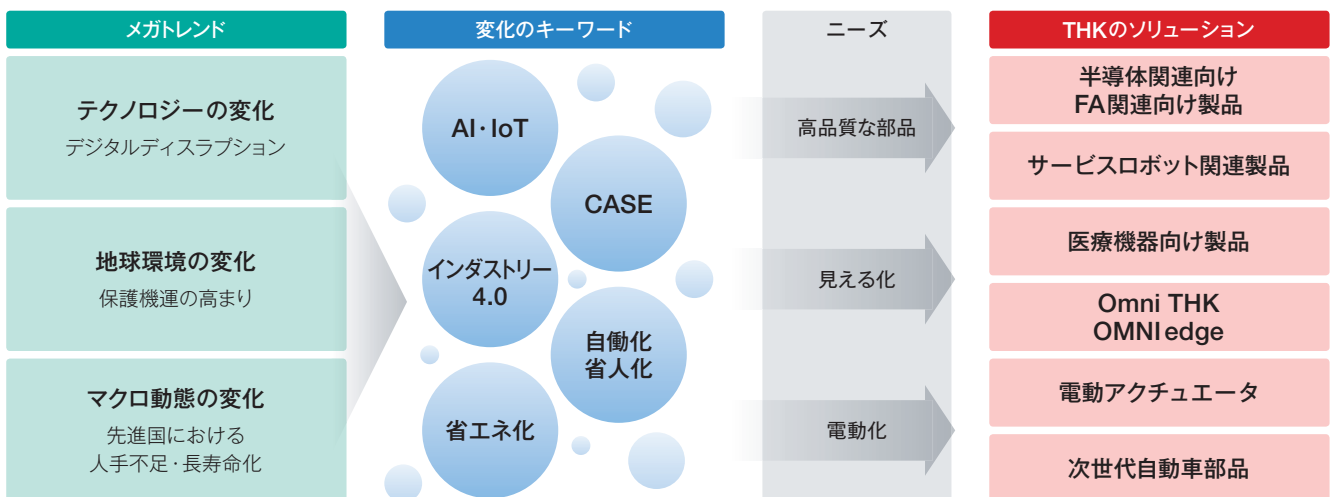 メガトレンド
テクノロジーの変化
デジタルディスラプション
地球環境の変化
保護機運の高まり
マクロ動態の変化
先進国における
人手不足・長寿命化
変化のキーワード
AI・IoT
CASE
インダストリー
4.0
自働化
省人化
省エネ化
ニーズ
高品質な部品
見える化
電動化
THKのソリューション
半導体関連向け
FA関連向け製品
サービスロボット関連製品
医療機器向け製品
Omni THK
OMNI edge
電動アクチュエータ
次世代自動車部品